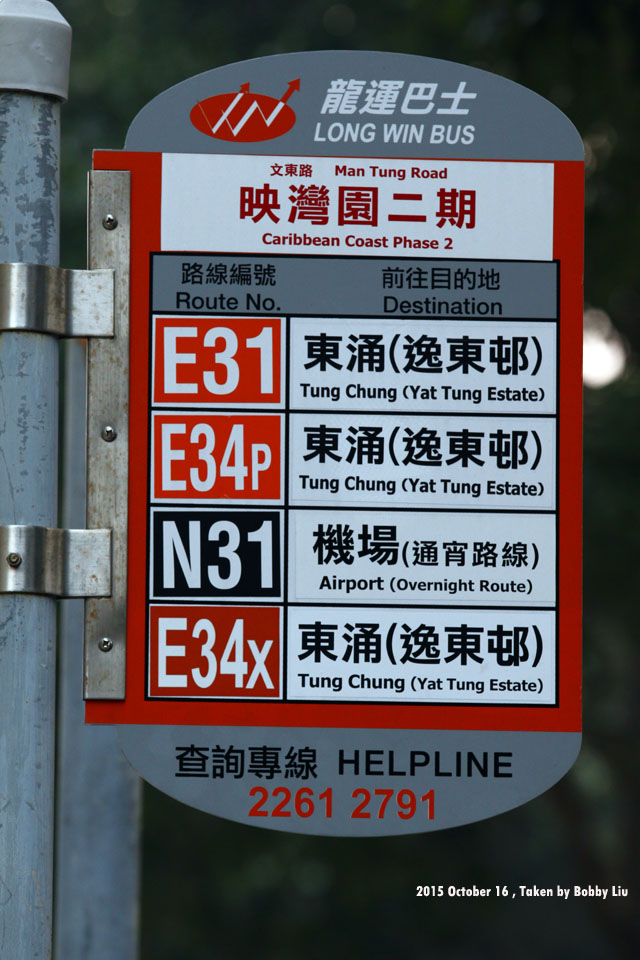 龍運巴士
LONG WIN BUS
文東路 Man Tung Road
映灣園二期
Caribbean Coast Phase 2
路線編號 前往目的地
Route No. Destination
E31 東涌(逸東邨)
Tung Chung (Yat Tung Estate)
E34P 東涌(逸東邨)
Tung Chung (Yat Tung Estate)
N31 機場(通宵路線)
Airport (Overnight Route)
E34X 東涌(逸東邨)
Tung Chung (Yat Tung Estate)
查詢專線 HELPLINE
2261 2791
2015 October 16 , Taken by Bobby Liu